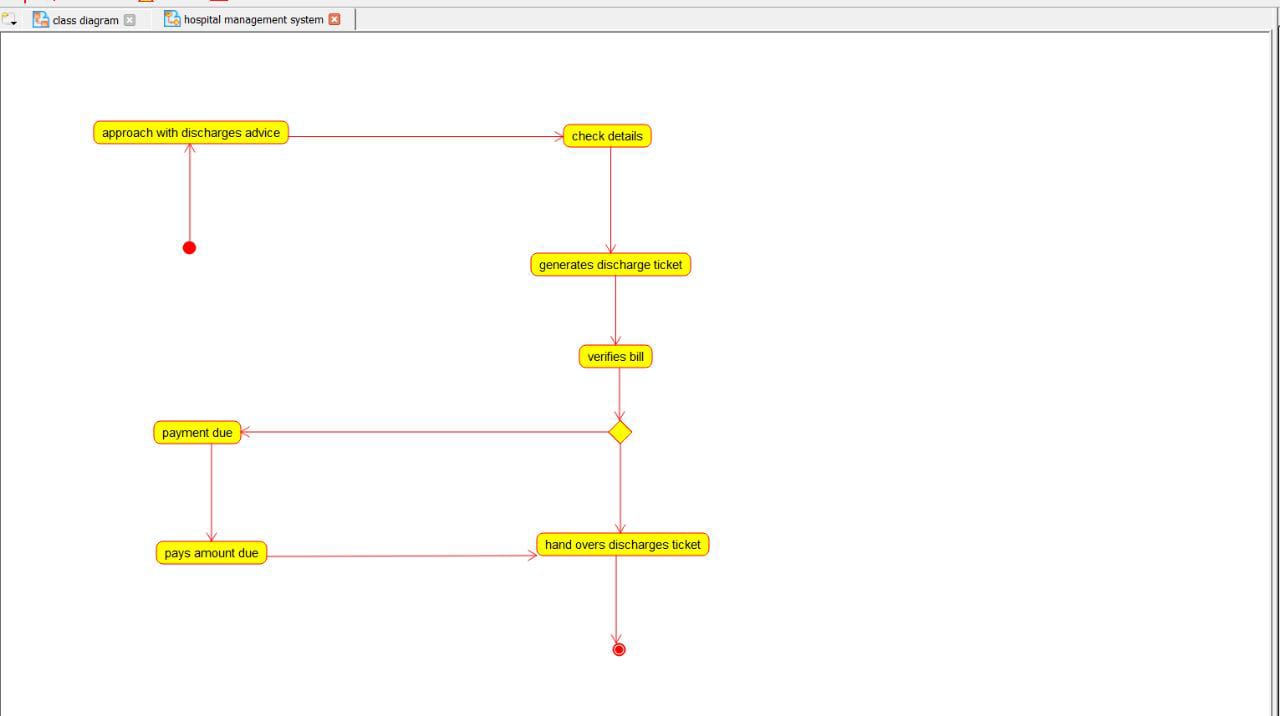 class diagram
hospital management system
approach with discharges advice
check details
generates discharge ticket
verifies bill
payment due
hand overs discharges ticket
pays amount due